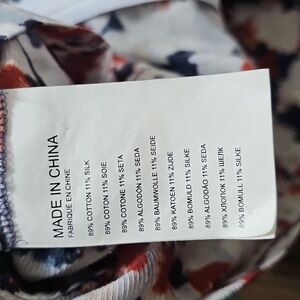 MADE IN CHINA
FABRIQUÉ EN CHINE
89% COTTON 11% SILK
89% COTON 11% SOIE
89% COTONE 11% SETA
89% ALGODÓN 11% SEDA
89% BAUMWOLLE 11% SEIDE
89% KATOEN 11% ZIJDE
89% BOMULD 11% SILKE
89% ALGODÃO 11% SEDA
89% ХЛОПОК 11% ШЕЛК
89% BOMULL 11% SILKE